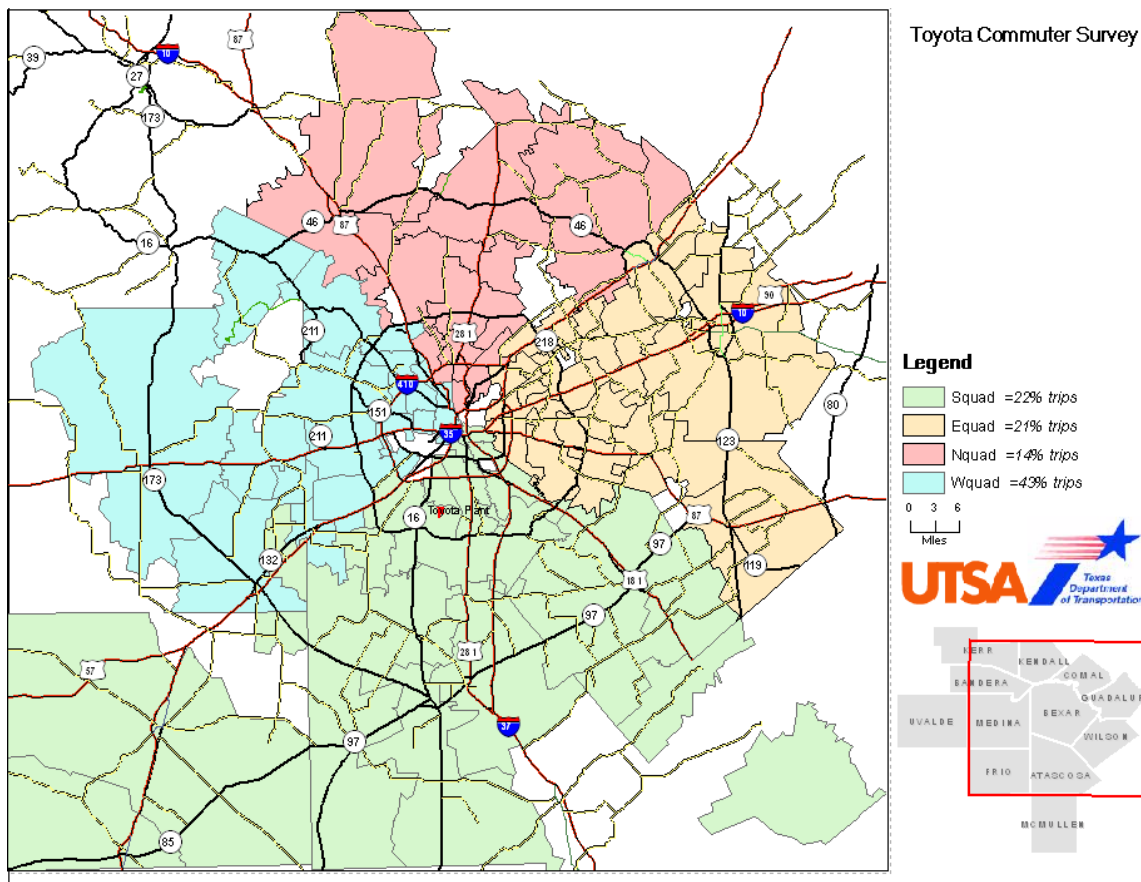 Toyota Commuter Survey
39
10
87
27
173
46
87
46
16
90
10
211
281
218
410
151
80
35
211
123
173
Toyota Plant
16
87
97
132
119
181
97
281
57
37
97
85
Legend
Squad =22% trips
Equad =21% trips
Nquad =14% trips
Wquad =43% trips
0 3 6
Miles
UTSA
Texas
Department
of Transportation
KERR
KENDALL
COMAL
BANDERA
GUADALUP
UVALDE
MEDINA
BEXAR
WILSON
FRIO
ATASCOSA
MCMULLEN